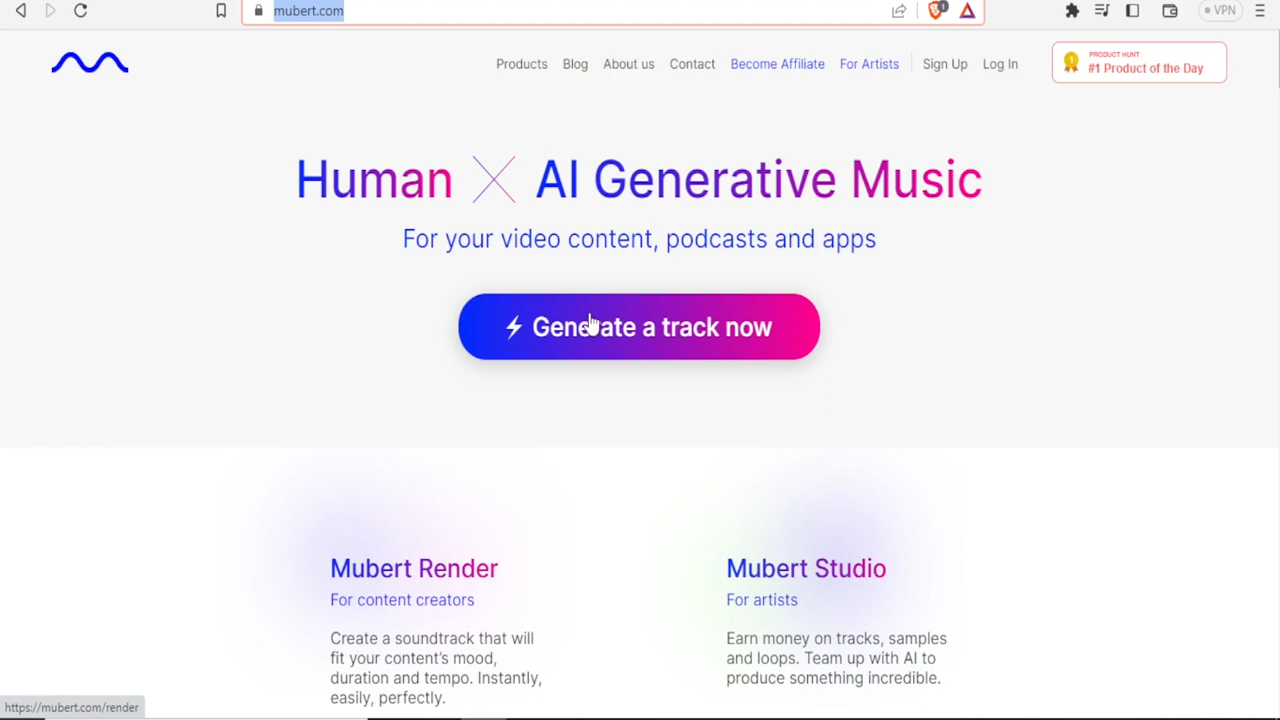 mubert.com
1
VPN
Products Blog About us Contact Become Affiliate For Artists Sign Up Log In
PRODUCT HUNT
#1 Product of the Day
Human X AI Generative Music
For your video content, podcasts and apps
Generate a track now
Mubert Render
For content creators
Create a soundtrack that will
fit your content's mood,
duration and tempo. Instantly,
easily, perfectly.
Mubert Studio
For artists
Earn money on tracks, samples
and loops. Team up with AI to
produce something incredible.
https://mubert.com/render